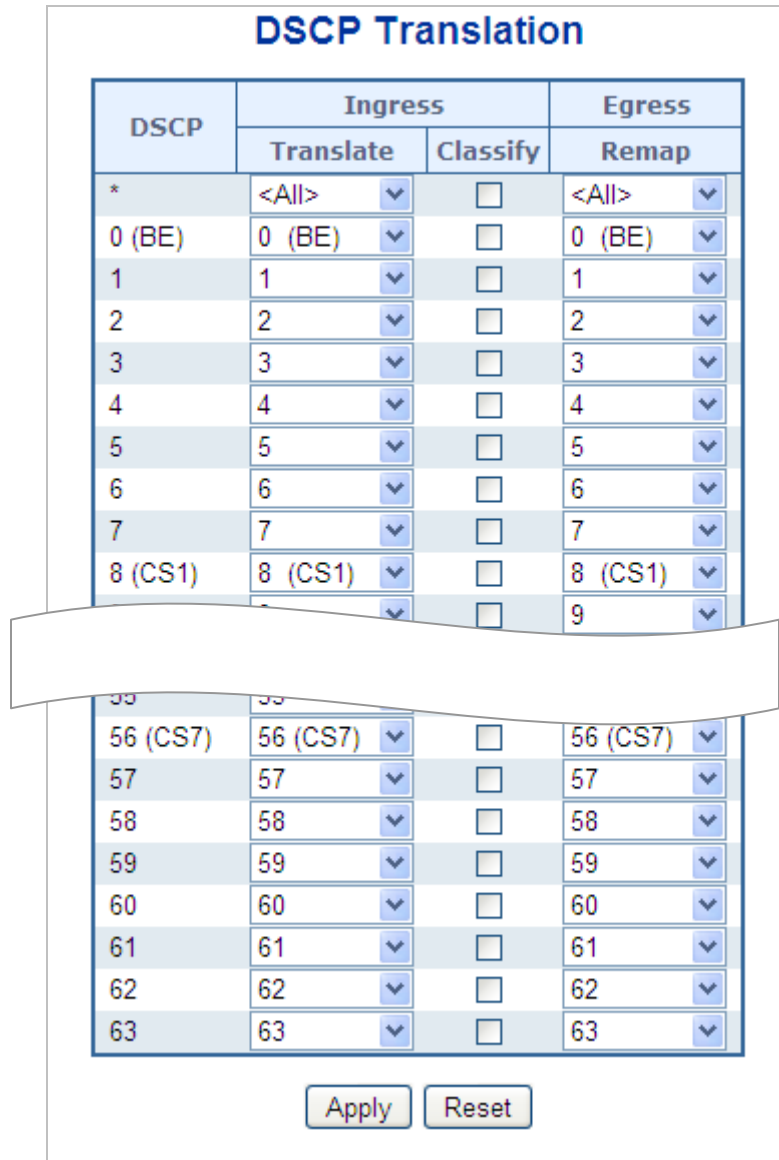 DSCP Translation
DSCP Ingress Egress
Translate Classify Remap
* <All> <All>
0 (BE) 0 (BE) 0 (BE)
1 1 1
2 2 2
3 3 3
4 4 4
5 5 5
6 6 6
7 7 7
8 (CS1) 8 (CS1) 8 (CS1)
9
56 (CS7) 56 (CS7) 56 (CS7)
57 57 57
58 58 58
59 59 59
60 60 60
61 61 61
62 62 62
63 63 63
Apply Reset